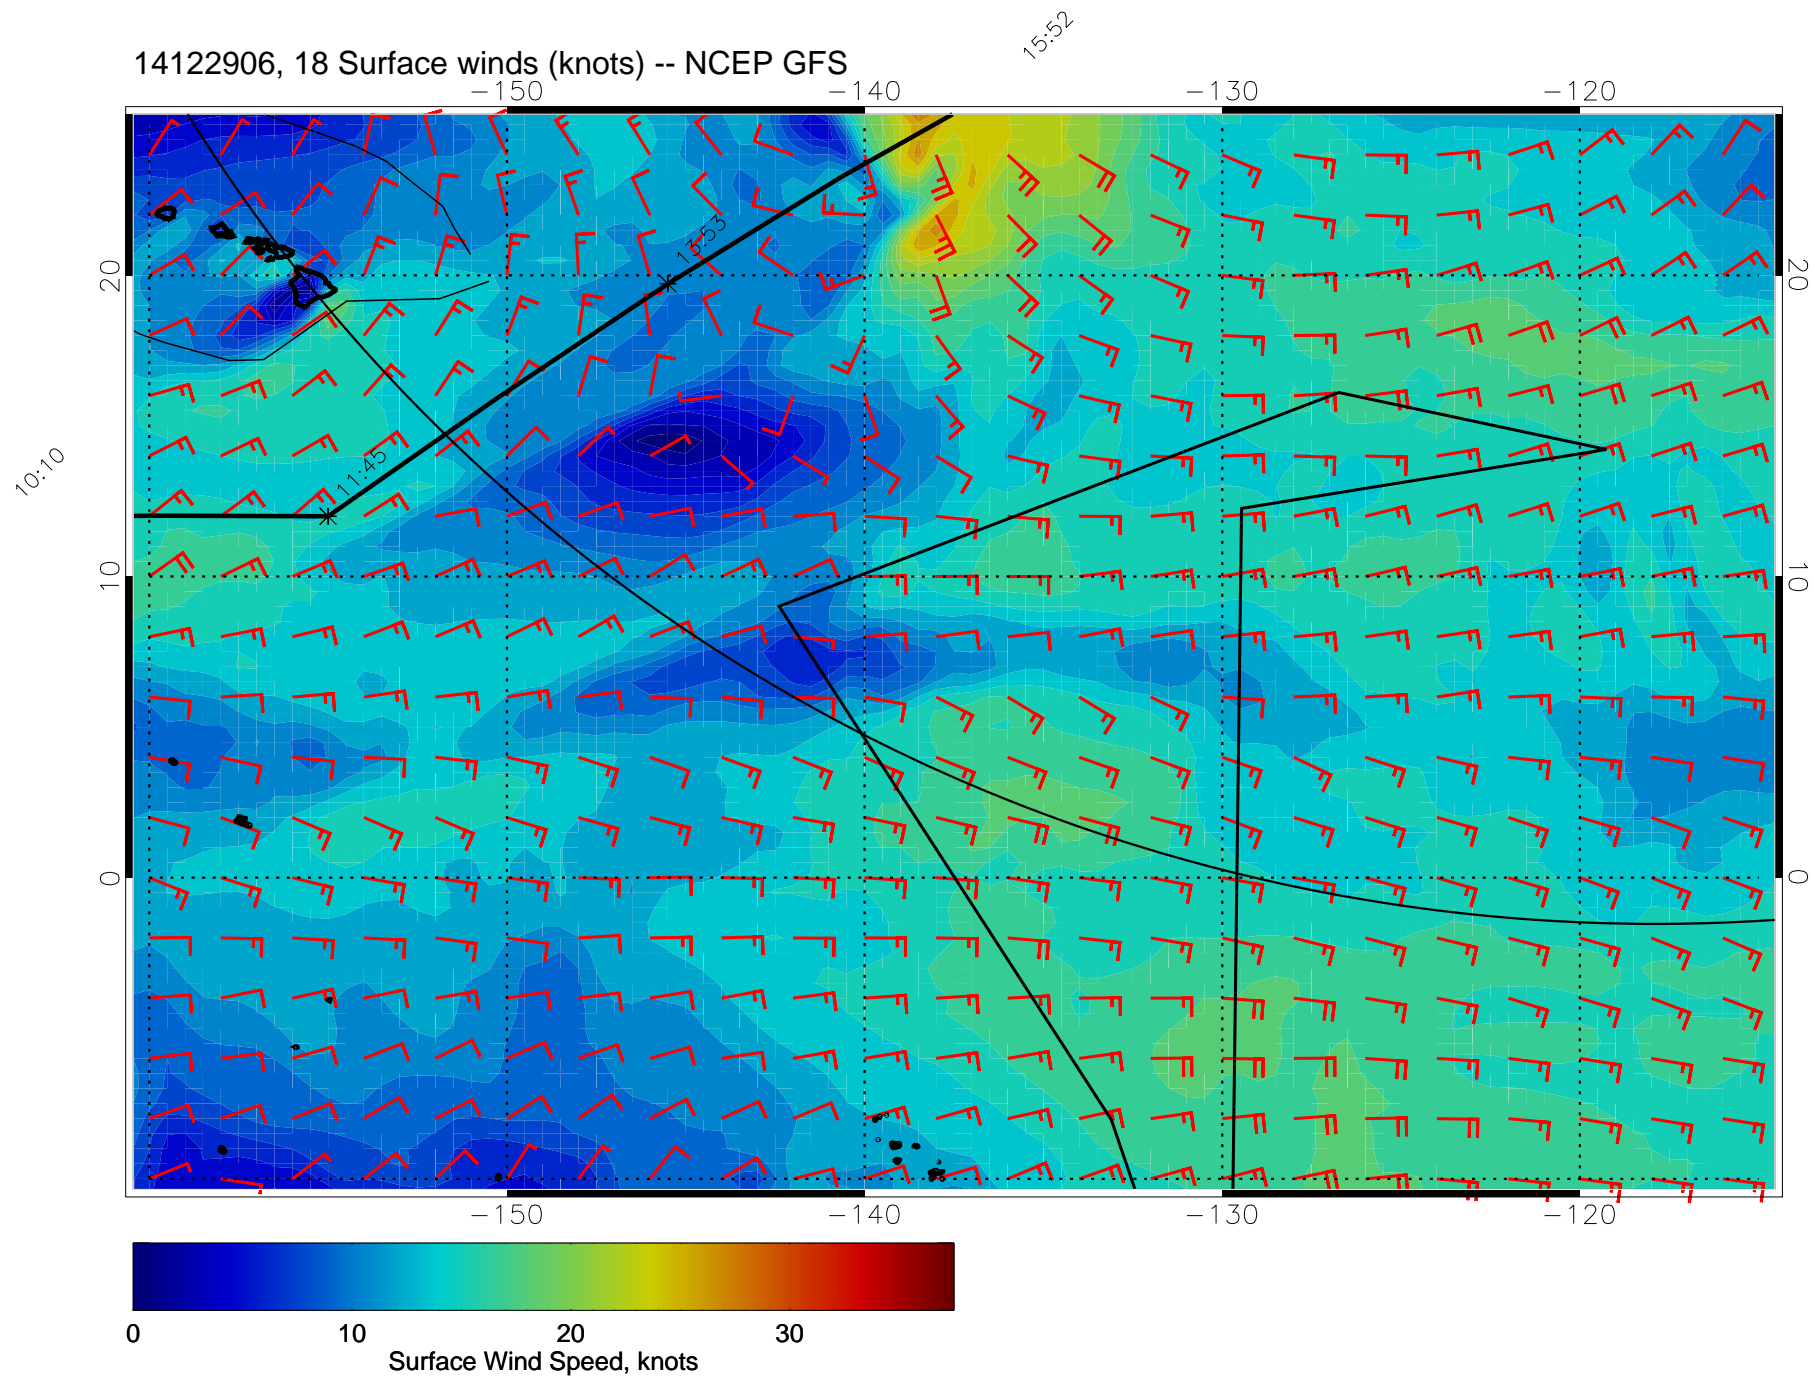 15:52
14122906, 18 Surface winds (knots) -- NCEP GFS
-150 -140 -130 -120
13:53
20 20
11:45
10:10
10 10
0 0
-150 -140 -130 -120
0 10 20 30
Surface Wind Speed, knots